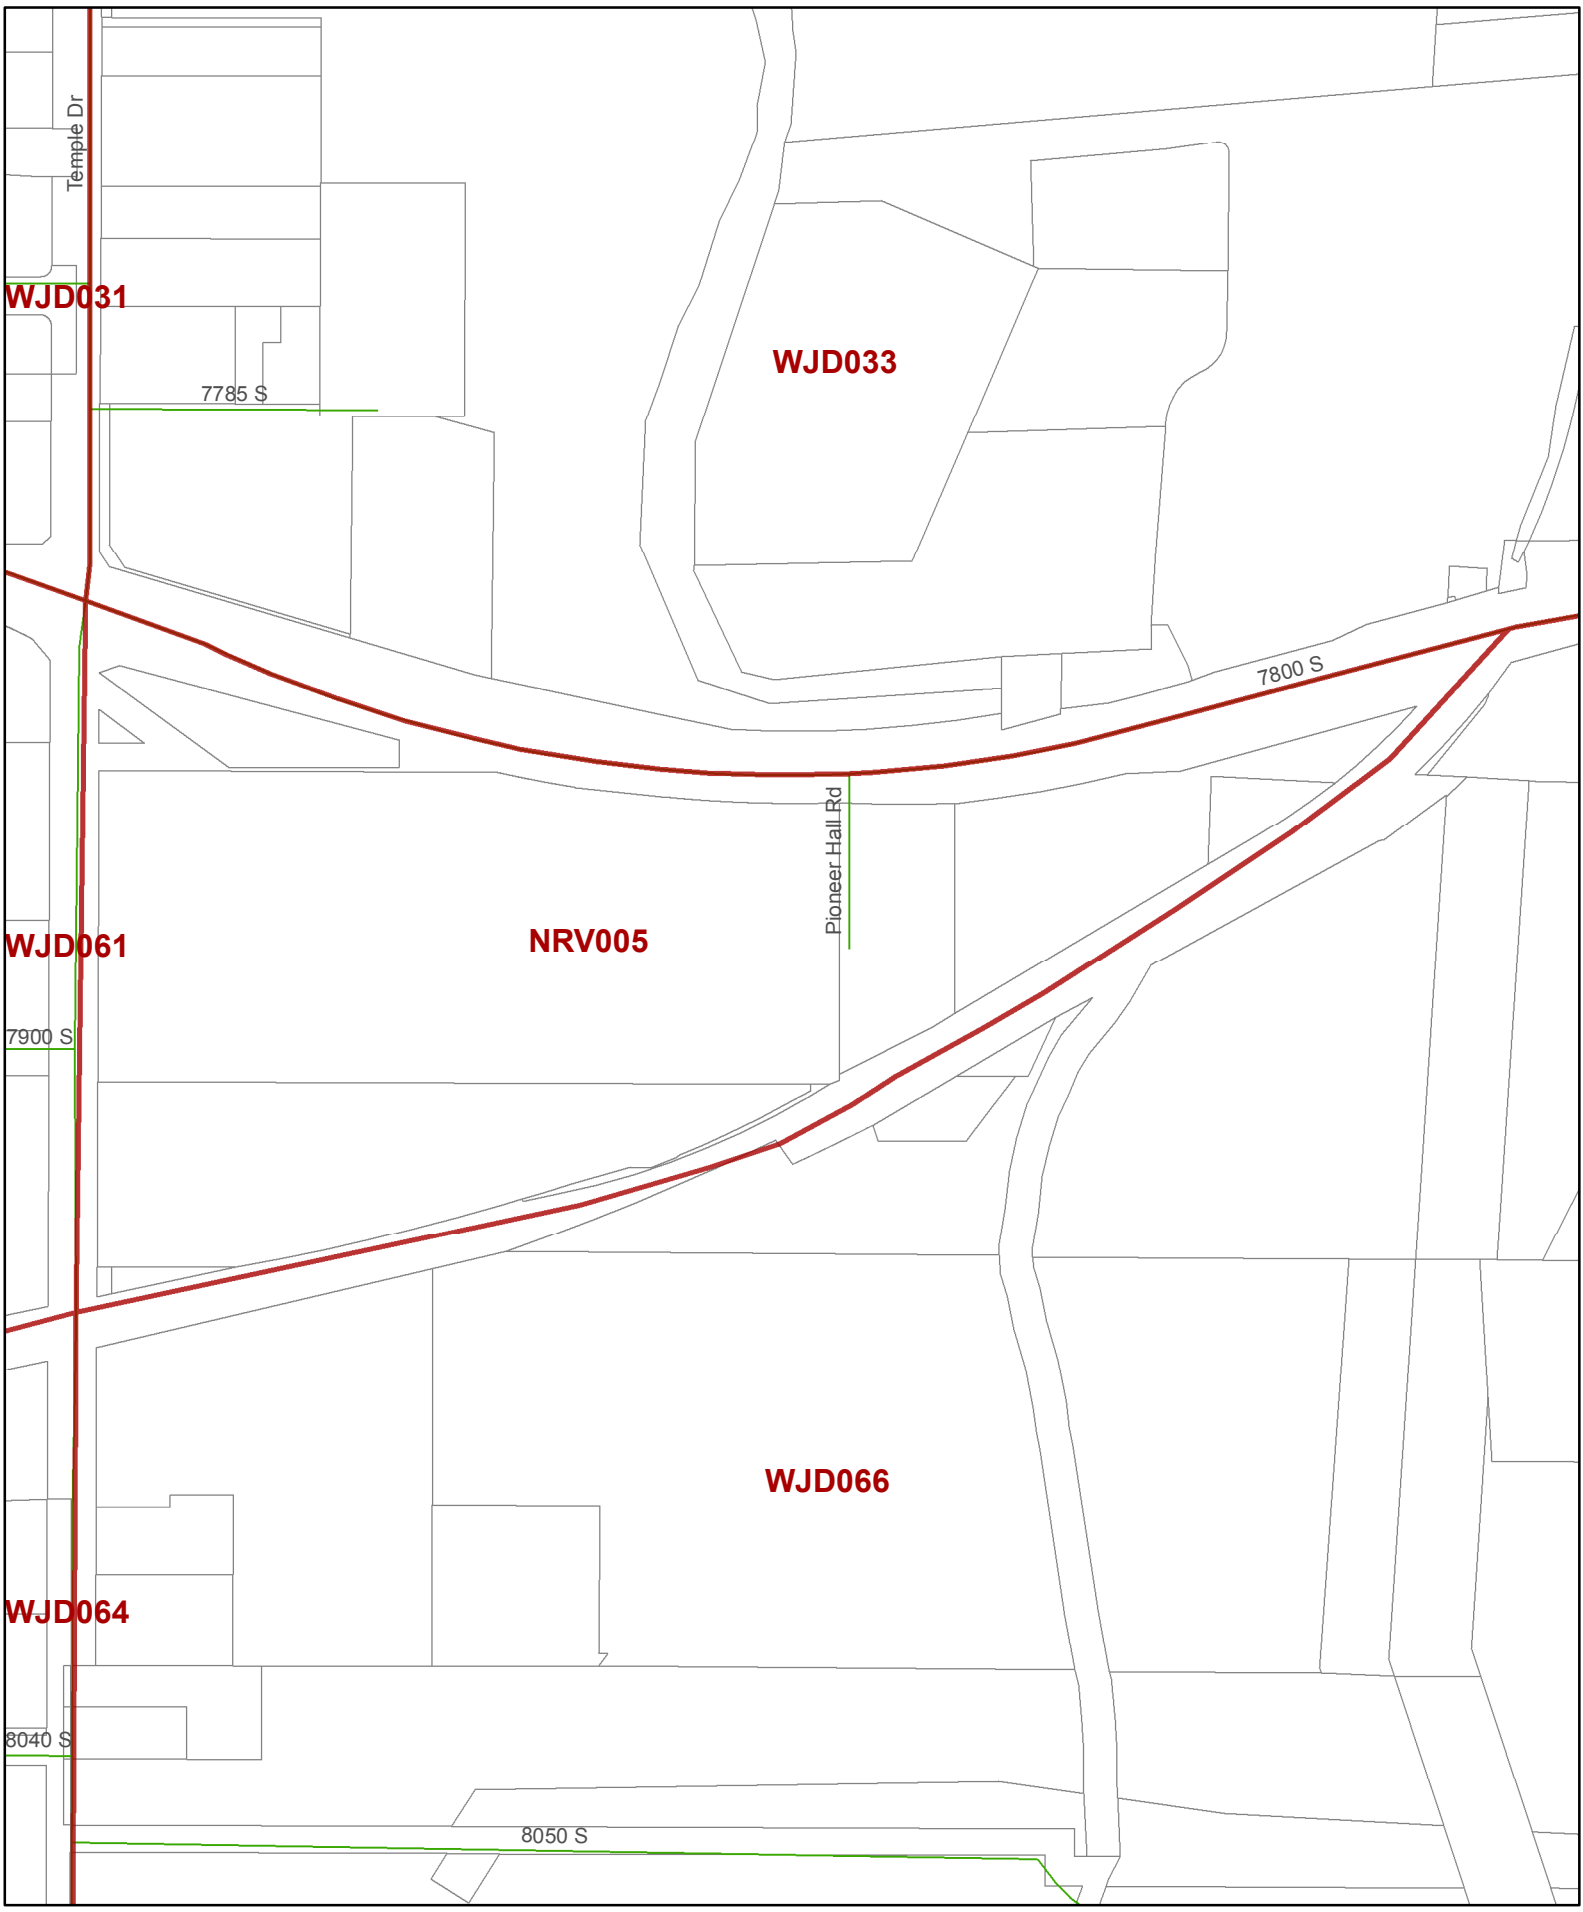 Temple Dr
WJD031
WJD033
7785 S
7800 S
Pioneer Hall Rd
NRV005
WJD061
7900 S
WJD066
WJD064
8040 S
8050 S